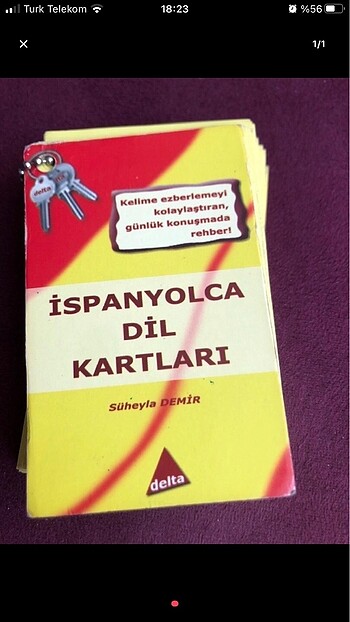 Turk Telekom
18:23
%56
1/1
delta
Kelime ezberlemeyi
kolaylaştıran,
günlük konuşmada
rehber!
İSPANYOLCA
DİL
KARTLARI
Süheyla DEMİR
delta